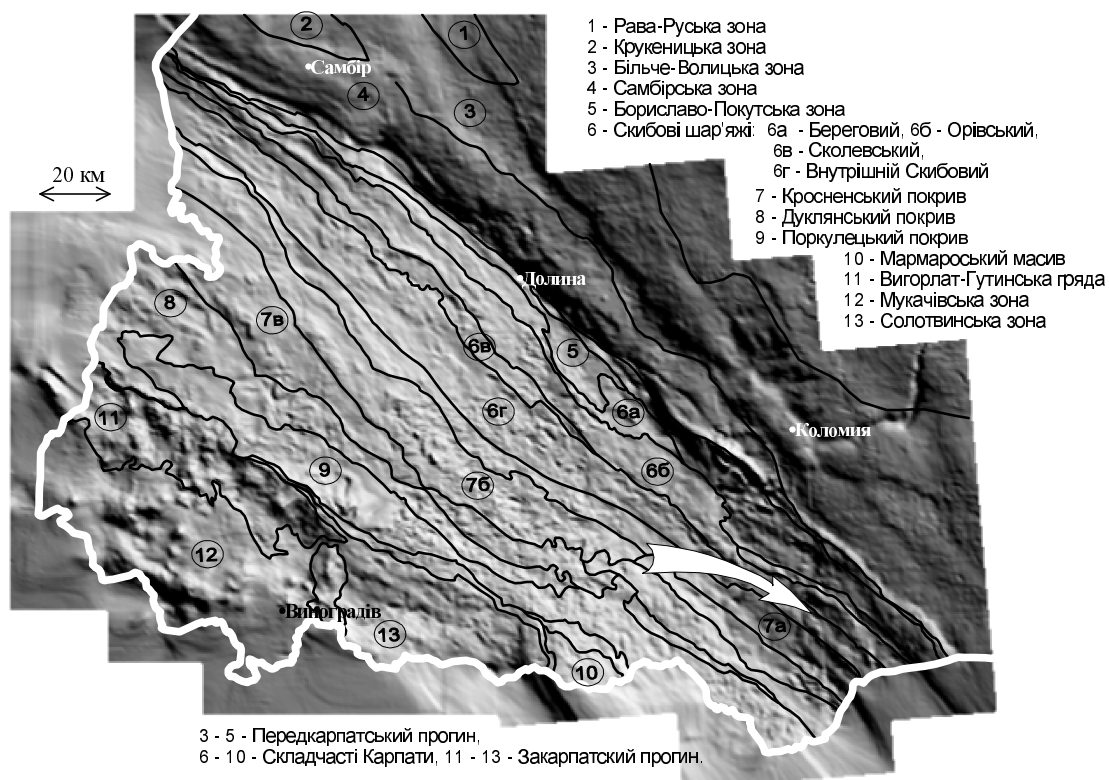 1 - Рава-Руська зона
2 - Крукеницька зона
3 - Більче-Волицька зона
4 - Самбірська зона
5 - Бориславо-Покутська зона
6 - Скибові шар'яжі: 6а - Береговий, 6б - Орівський,
6в - Сколевський,
6г - Внутрішній Скибовий
7 - Кросненський покрив
8 - Дуклянський покрив
9 - Поркулецький покрив
10 - Мармароський масив
11 - Вигорлат-Гутинська гряда
12 - Мукачівська зона
13 - Солотвинська зона
2
1
Самбір
4
3
20 км
Долина
8
7в
6в
5
11
6г
6а
Коломия
9
7б
6б
12
Виноградів
13
7а
10
3 - 5 - Передкарпатський прогин,
6 - 10 - Складчасті Карпати, 11 - 13 - Закарпатский прогин.